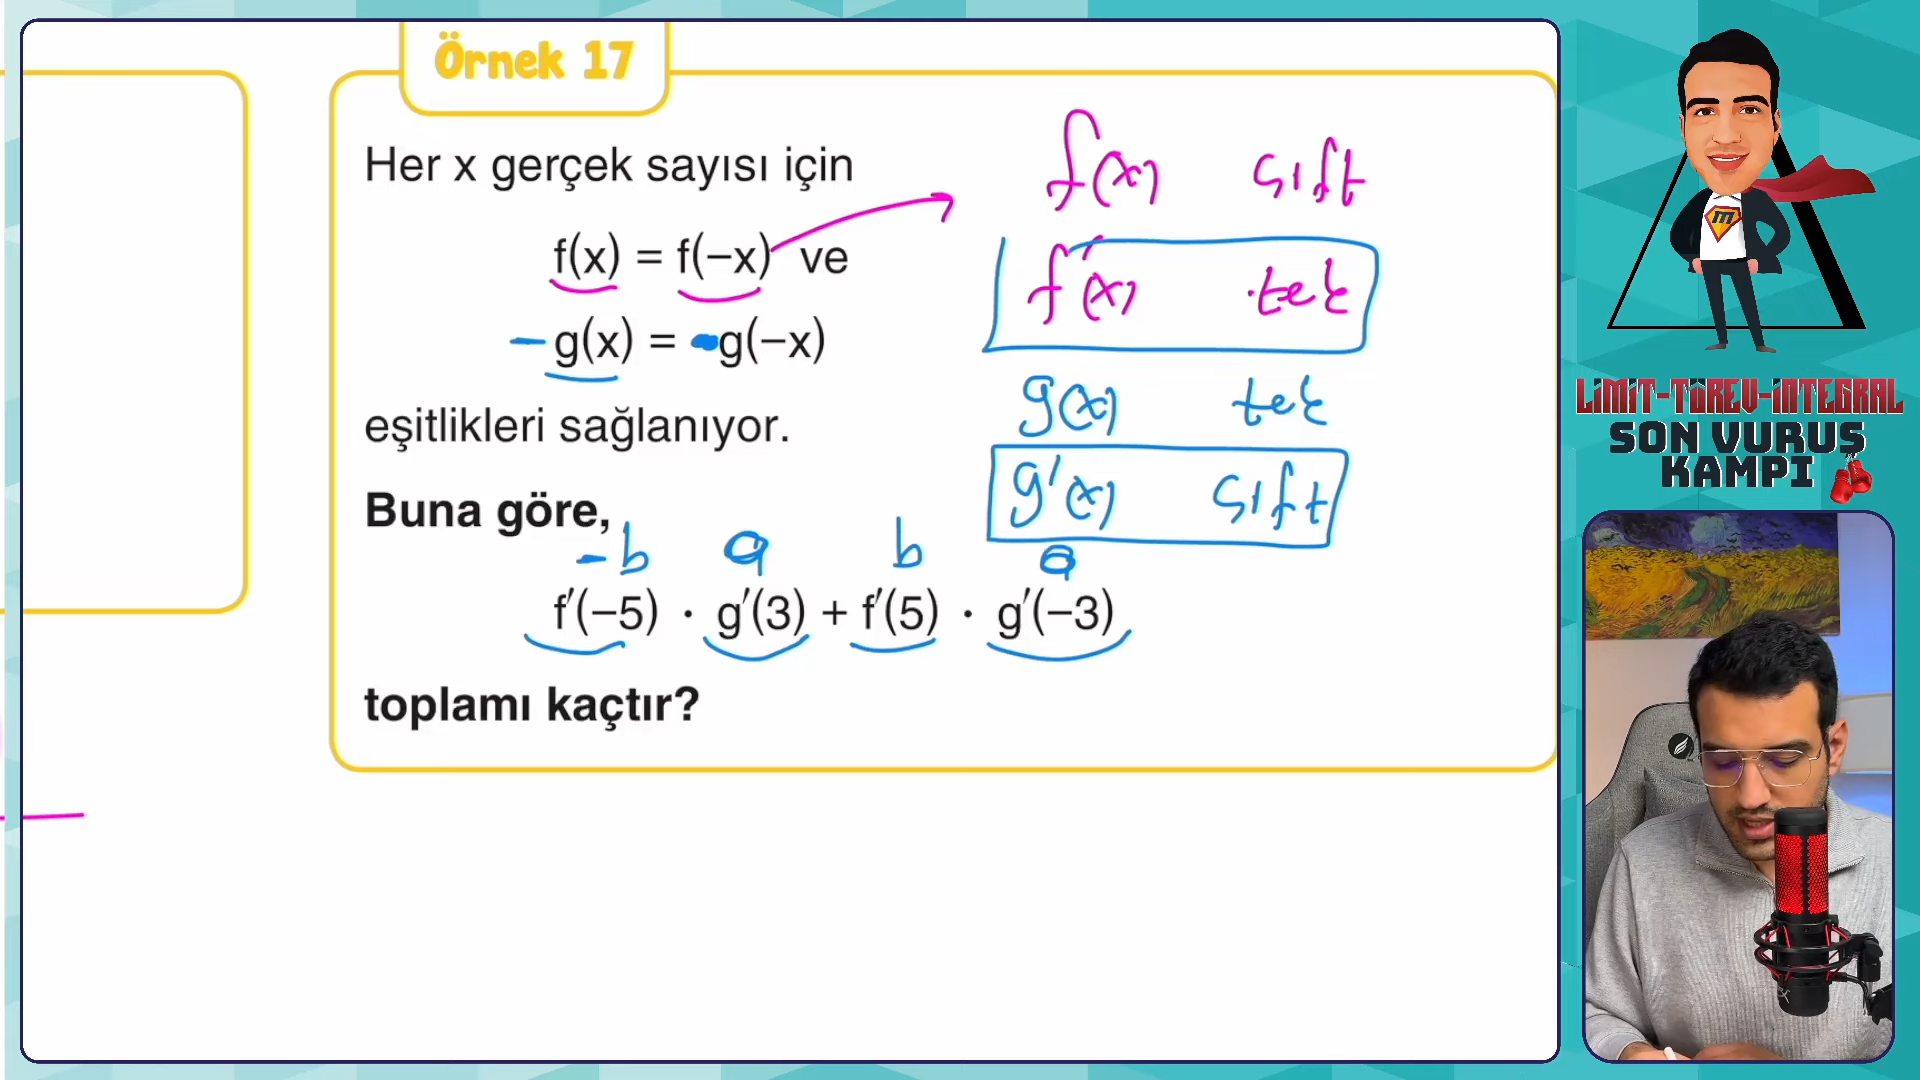 Örnek 17
Her x gerçek sayısı için
f(x) = f(−x) ve
− g(x) = -g(−x)
eşitlikleri sağlanıyor.
Buna göre,
−b a b a
f′(−5) · g′(3) + f′(5) · g′(−3)
toplamı kaçtır?
f(x) çift
f′(x) tek
g(x) tek
g′(x) çift
m
LİMİT-TÜREV-İNTEGRAL
SON VURUŞ
KAMPI